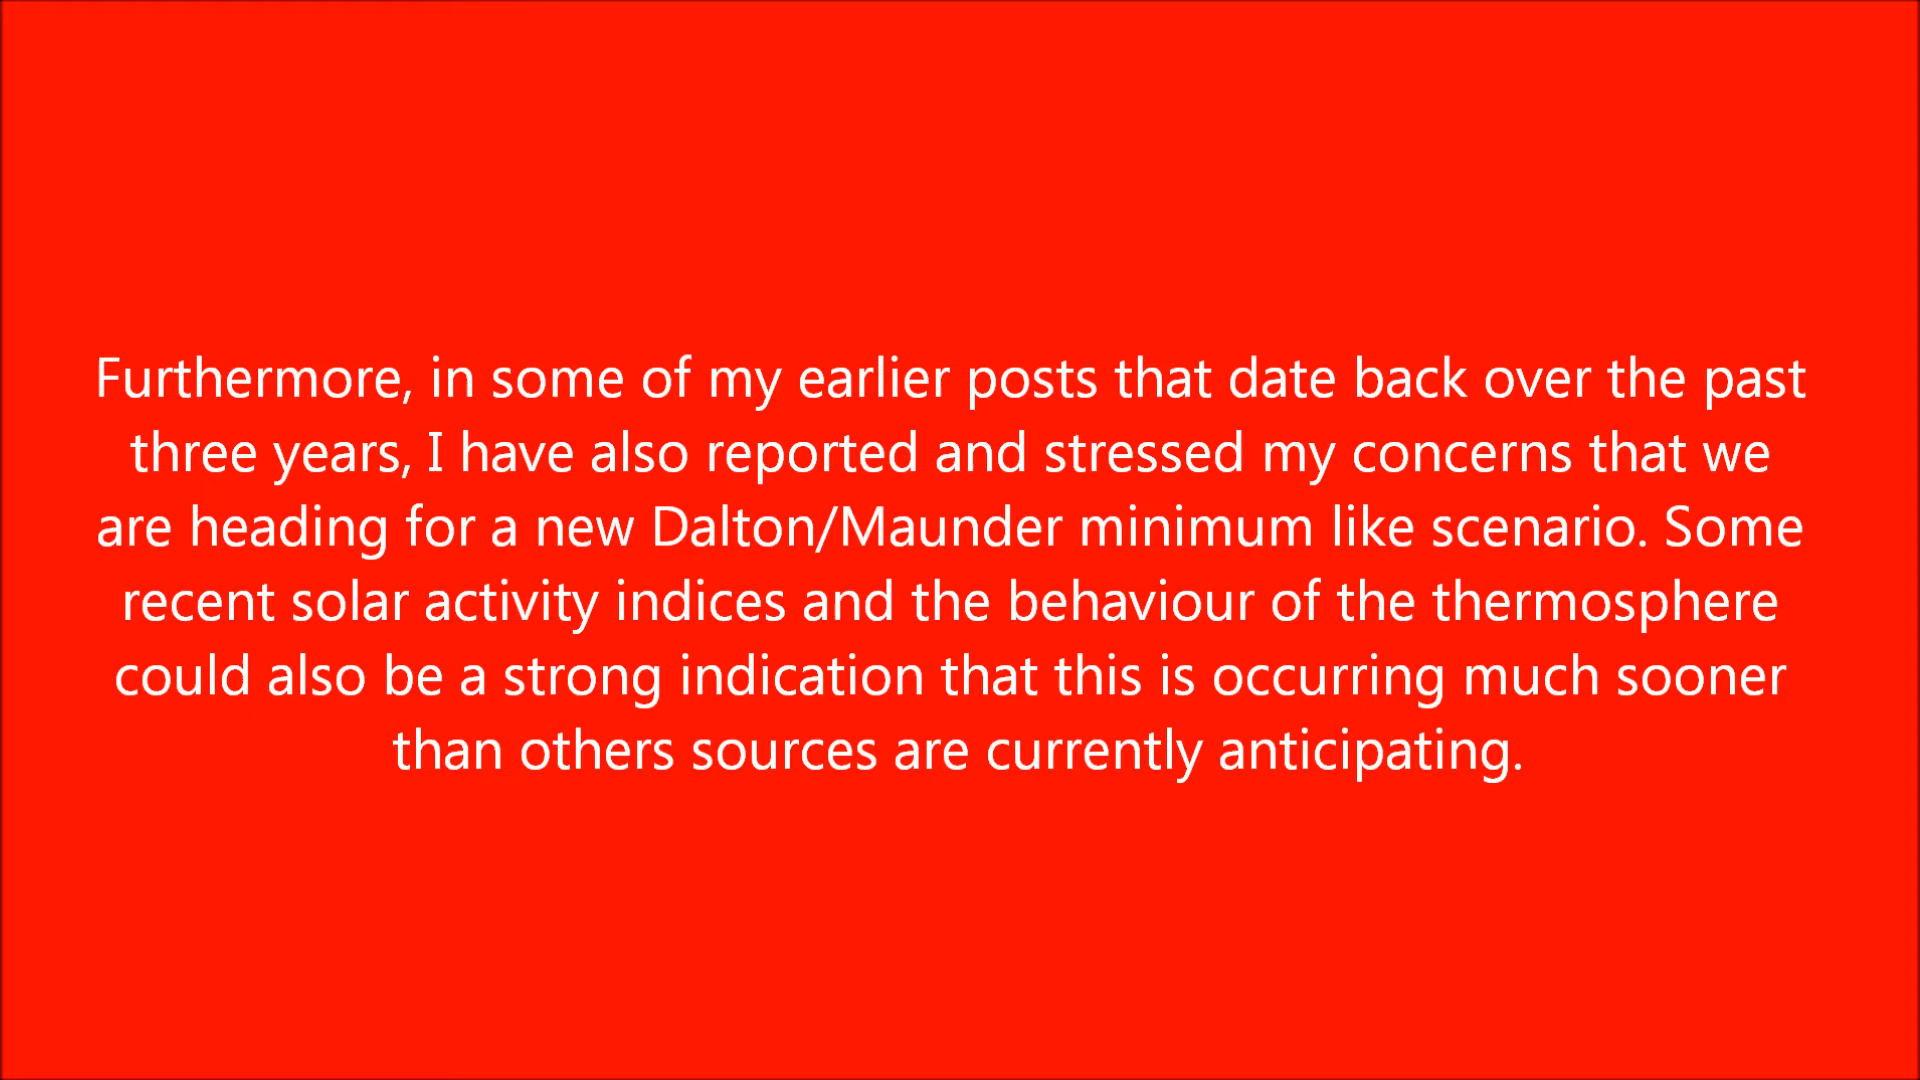 Furthermore, in some of my earlier posts that date back over the past
three years, I have also reported and stressed my concerns that we
are heading for a new Dalton/Maunder minimum like scenario. Some
recent solar activity indices and the behaviour of the thermosphere
could also be a strong indication that this is occurring much sooner
than others sources are currently anticipating.